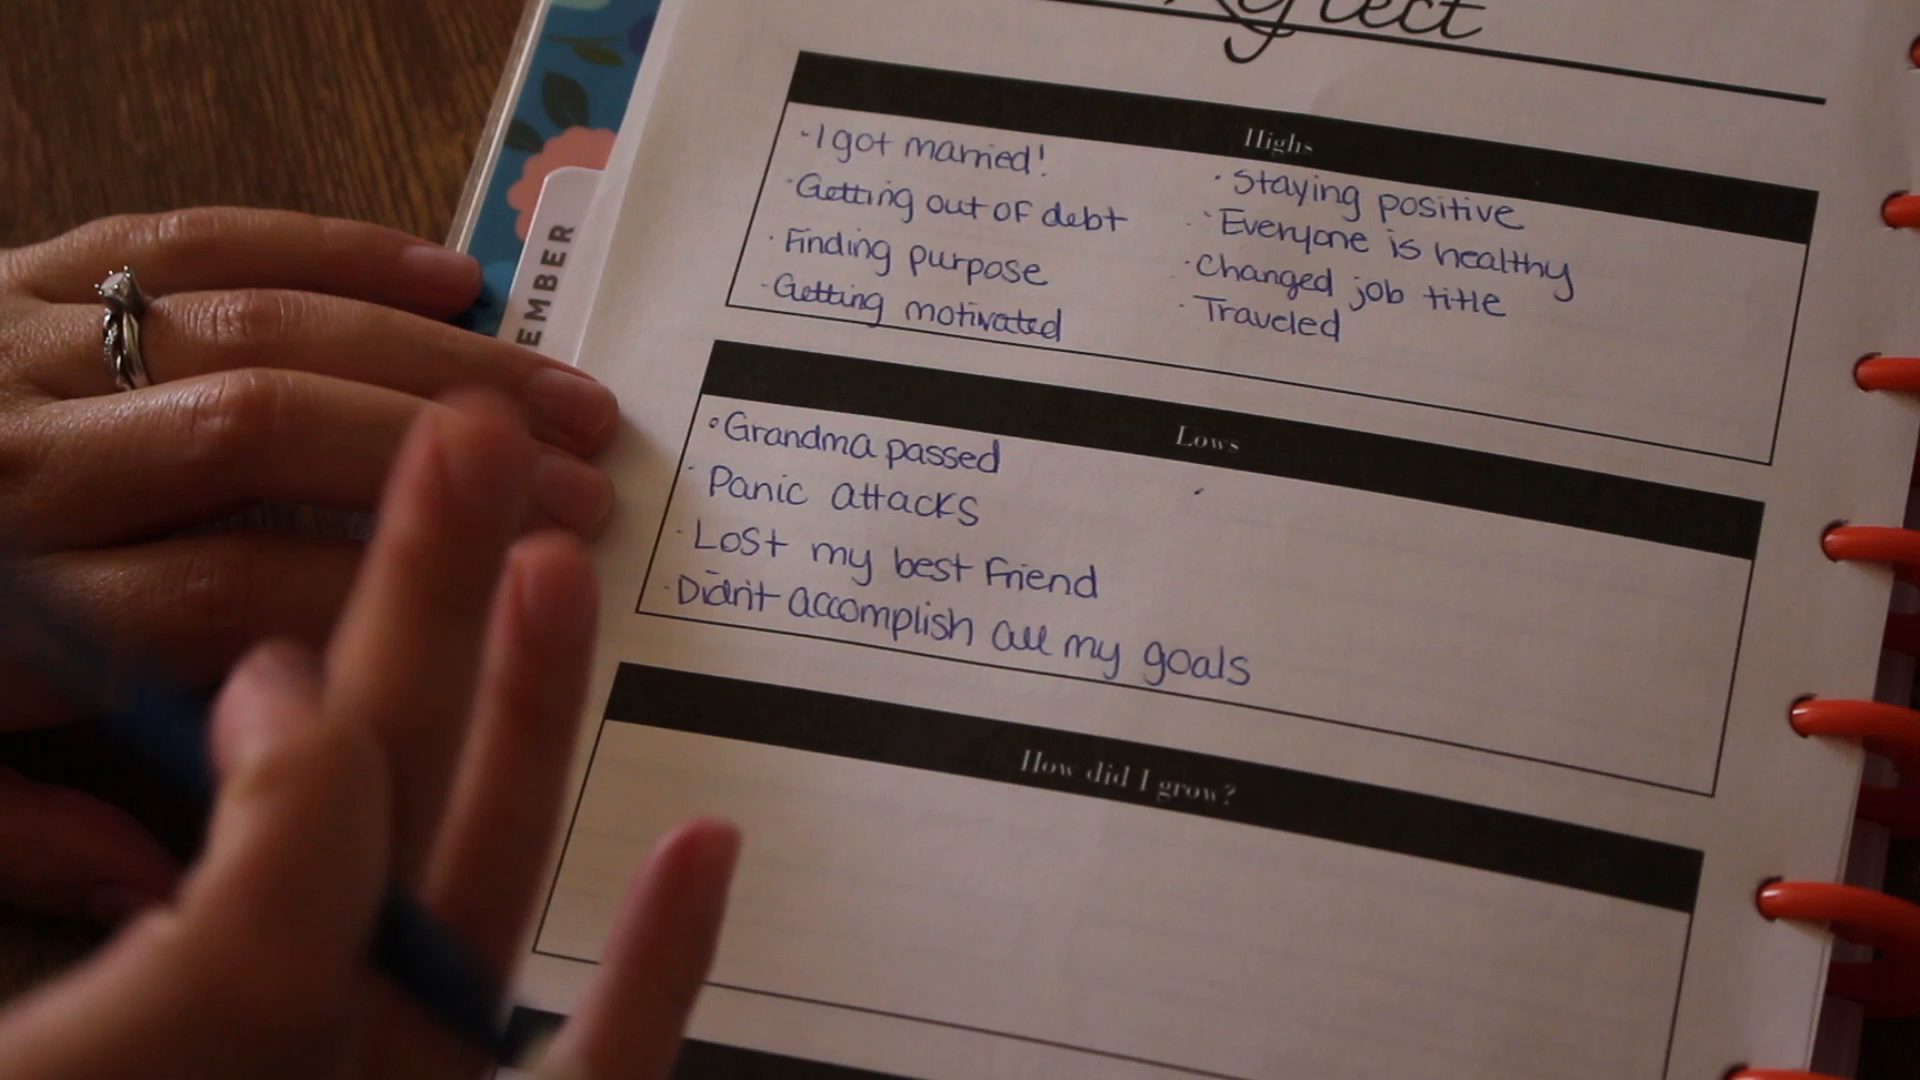 Reflect
Highs
· I got married!
· Getting out of debt
· Finding purpose
· Getting motivated
· Staying positive
· Everyone is healthy
· Changed job title
· Traveled
EMBER
Lows
· Grandma passed
· Panic attacks
· Lost my best friend
· Didn't accomplish all my goals
How did I grow?